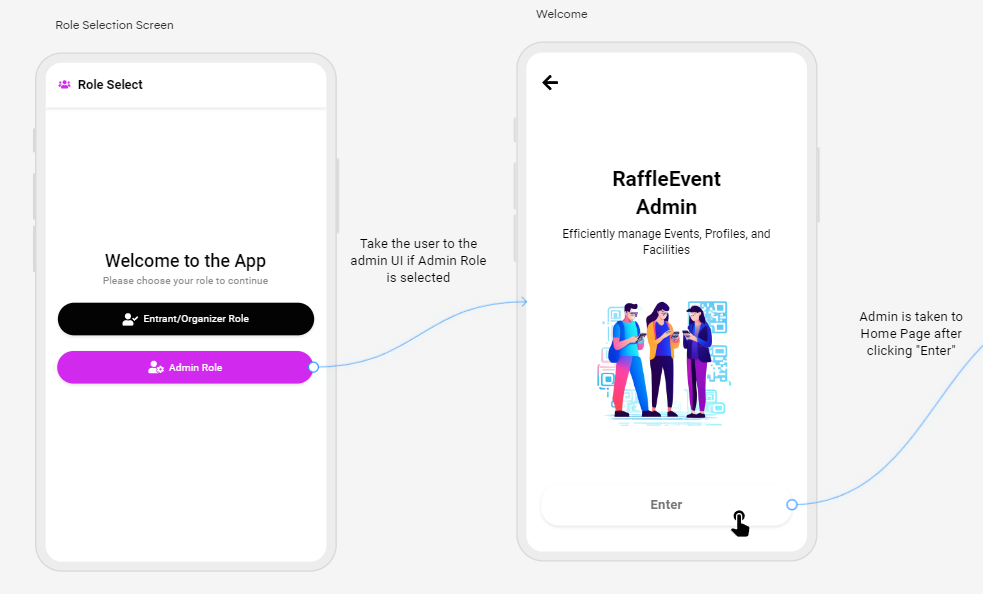 Role Selection Screen
Role Select
Welcome to the App
Please choose your role to continue
Entrant/Organizer Role
Admin Role
Take the user to the
admin UI if Admin Role
is selected
Welcome
RaffleEvent
Admin
Efficiently manage Events, Profiles, and
Facilities
Enter
Admin is taken to
Home Page after
clicking "Enter"